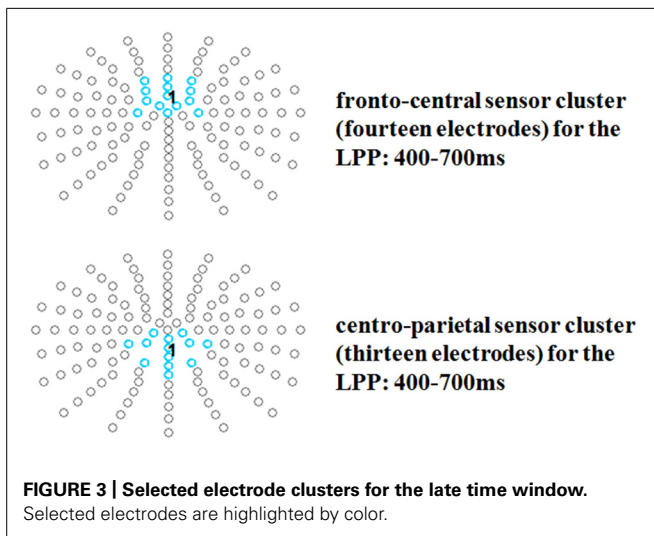 1
fronto-central sensor cluster
(fourteen electrodes) for the
LPP: 400-700ms
1
centro-parietal sensor cluster
(thirteen electrodes) for the
LPP: 400-700ms
FIGURE 3 | Selected electrode clusters for the late time window.
Selected electrodes are highlighted by color.